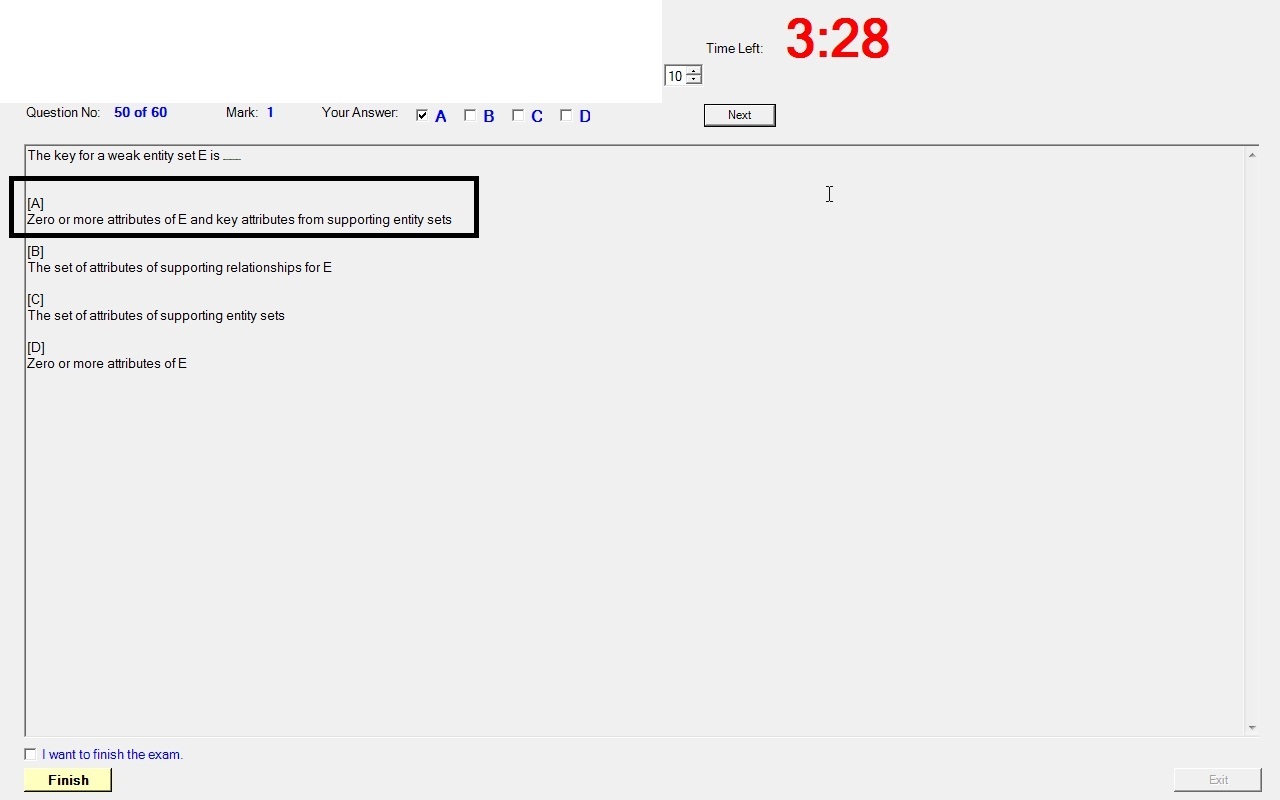 Time Left: 3:28
10
Question No: 50 of 60 Mark: 1 Your Answer: A B C D Next
The key for a weak entity set E is ___
[A]
Zero or more attributes of E and key attributes from supporting entity sets
[B]
The set of attributes of supporting relationships for E
[C]
The set of attributes of supporting entity sets
[D]
Zero or more attributes of E
I want to finish the exam.
Finish Exit